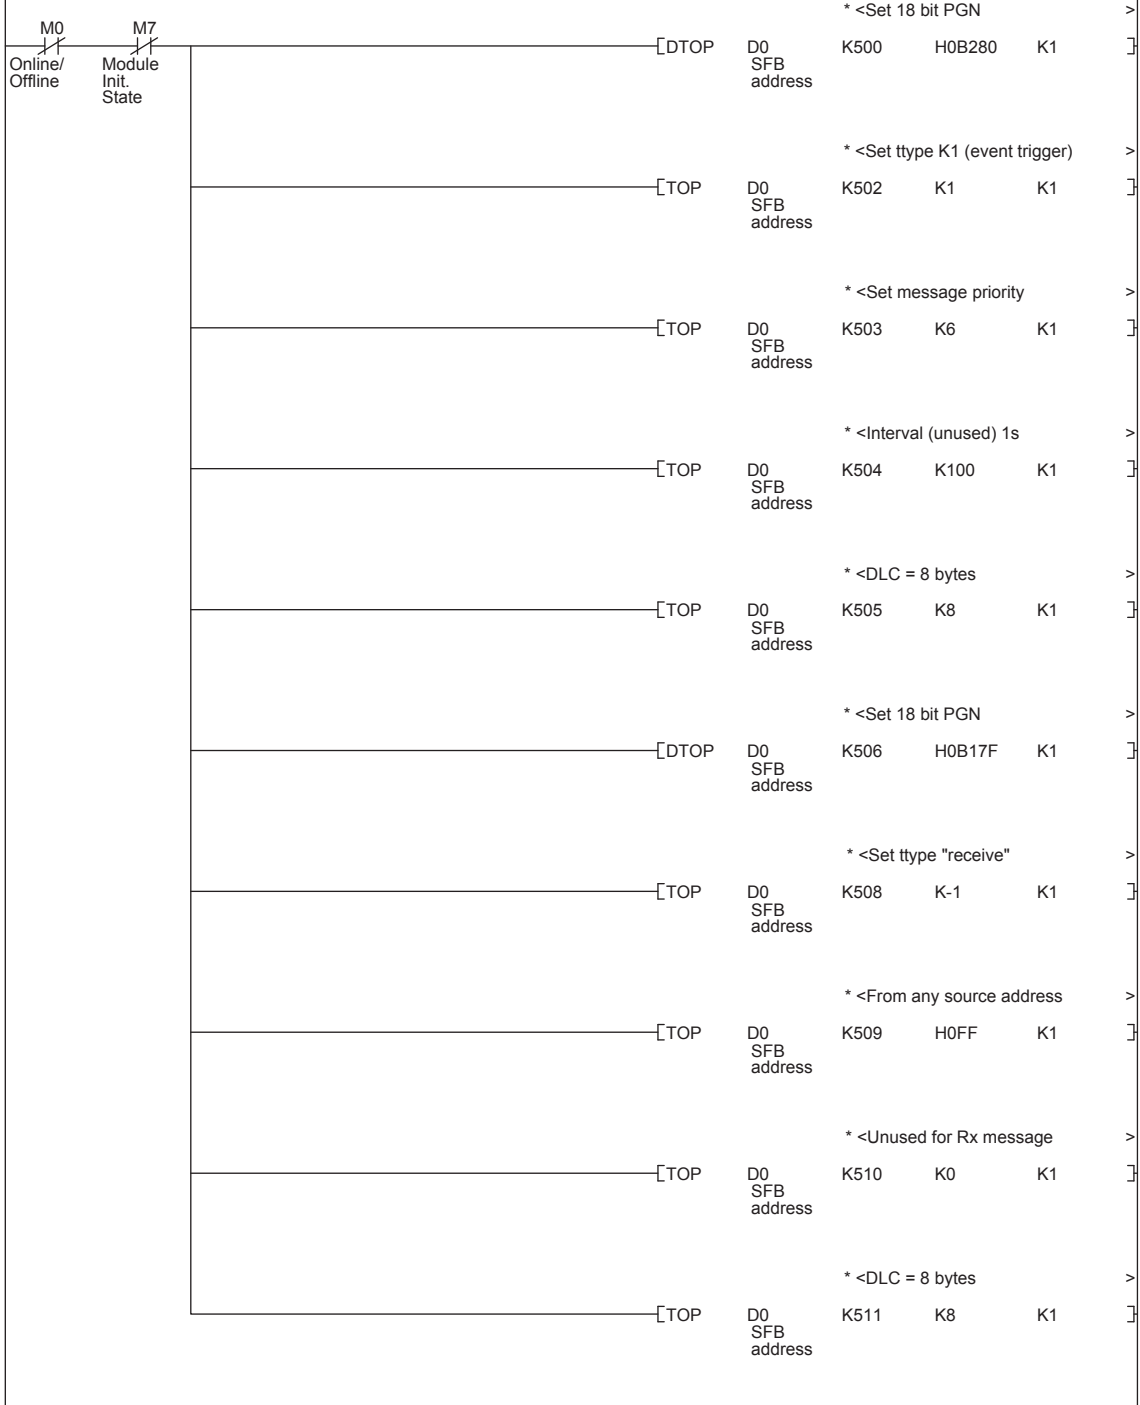 * <Set 18 bit PGN >
M0 M7
[DTOP D0 K500 H0B280 K1 ]
Online/ Module SFB
Offline Init. address
State
* <Set ttype K1 (event trigger) >
[TOP D0 K502 K1 K1 ]
SFB
address
* <Set message priority >
[TOP D0 K503 K6 K1 ]
SFB
address
* <Interval (unused) 1s >
[TOP D0 K504 K100 K1 ]
SFB
address
* <DLC = 8 bytes >
[TOP D0 K505 K8 K1 ]
SFB
address
* <Set 18 bit PGN >
[DTOP D0 K506 H0B17F K1 ]
SFB
address
* <Set ttype "receive" >
[TOP D0 K508 K-1 K1 ]
SFB
address
* <From any source address >
[TOP D0 K509 H0FF K1 ]
SFB
address
* <Unused for Rx message >
[TOP D0 K510 K0 K1 ]
SFB
address
* <DLC = 8 bytes >
[TOP D0 K511 K8 K1 ]
SFB
address